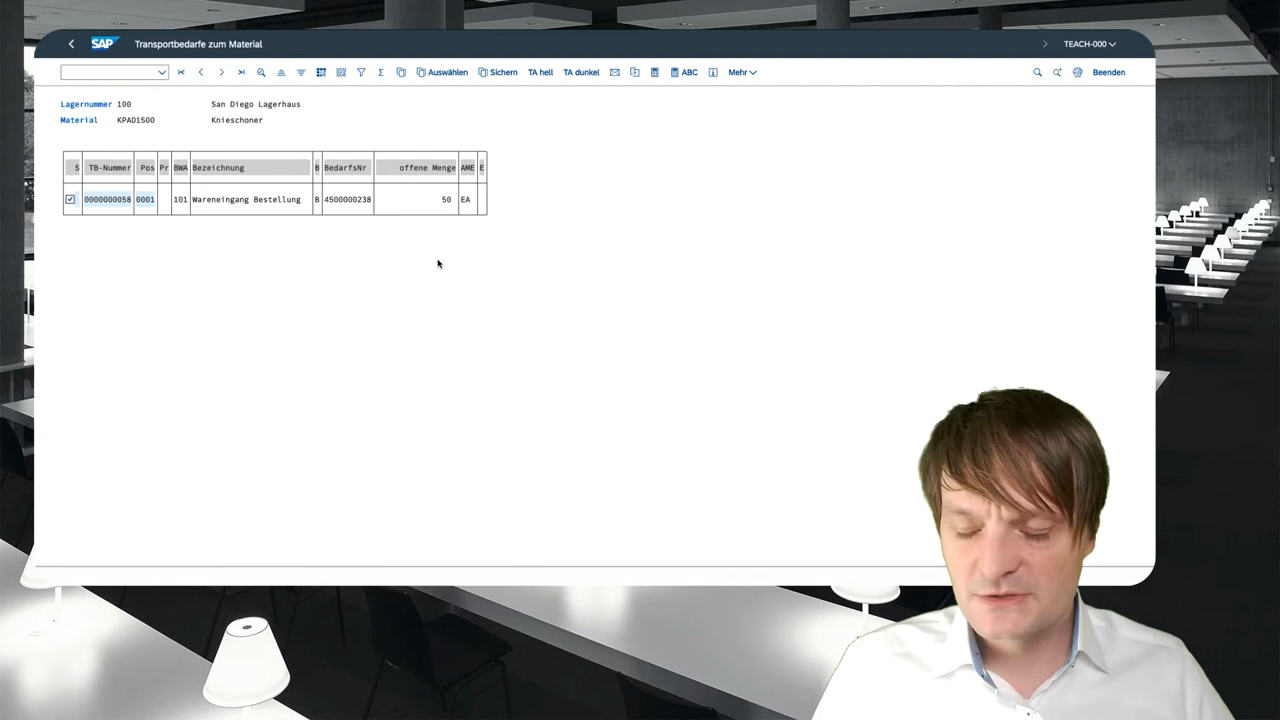 SAP Transportbedarfe zum Material TEACH-000
Auswählen Sichern TA hell TA dunkel ABC Mehr Beenden
Lagernummer 100 San Diego Lagerhaus
Material KPAD1500 Knieschoner
S TB-Nummer Pos Pr BWA Bezeichnung B BedarfsNr offene Menge AME E
0000000058 0001 101 Wareneingang Bestellung B 4500000238 50 EA